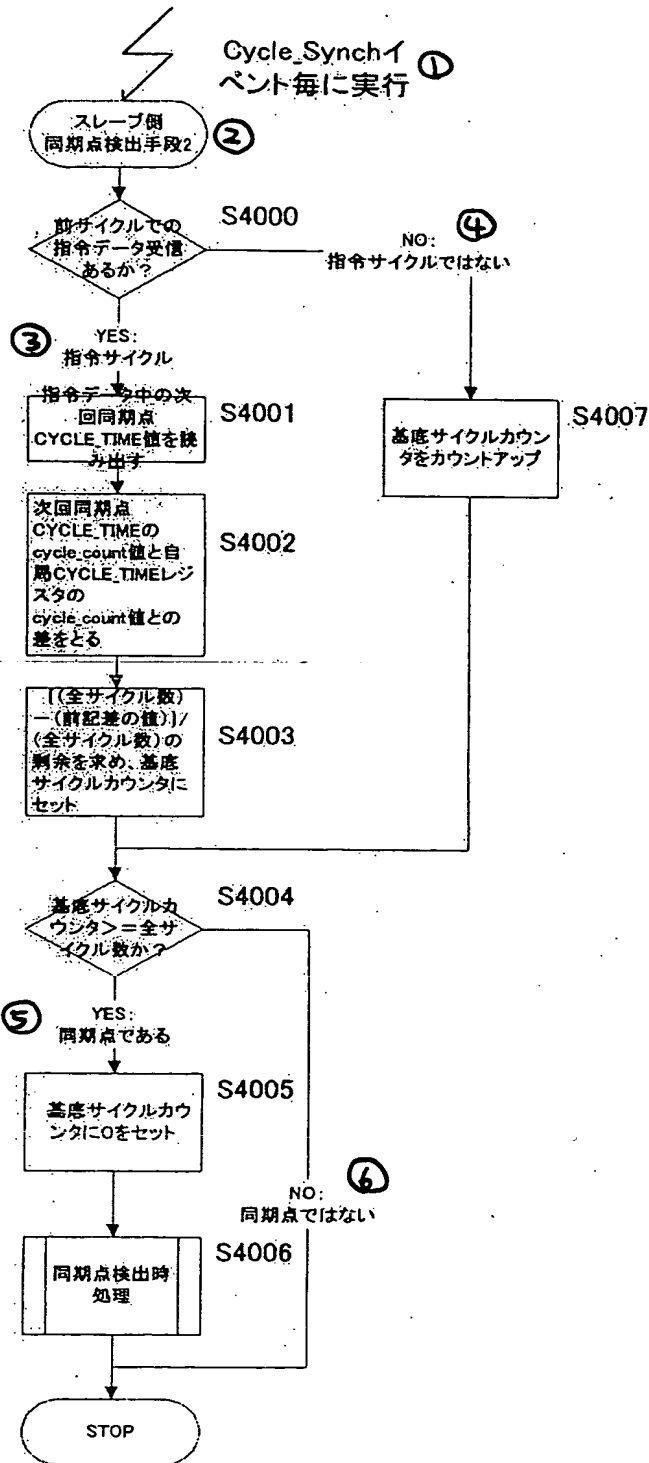 Cycle_Synchイ
ベント毎に実行
①
スレーブ側
同期点検出手段2
②
前サイクルでの
指令データ受信
あるか？
S4000
④
NO:
指令サイクルではない
③
YES:
指令サイクル
指令データ中の次
回同期点
CYCLE_TIME値を読
み出す
S4001
基底サイクルカウン
タをカウントアップ
S4007
次回同期点
CYCLE_TIMEの
cycle_count値と自
局CYCLE_TIMEレジ
スタの
cycle_count値との
差をとる
S4002
[(全サイクル数)
－(前記差の値)]/
(全サイクル数)の
剰余を求め、基底
サイクルカウンタに
セット
S4003
基底サイクルカ
ウンタ＞＝全サ
イクル数か？
S4004
⑤
YES:
同期点である
基底サイクルカウ
ンタに0をセット
S4005
⑥
NO:
同期点ではない
同期点検出時
処理
S4006
STOP